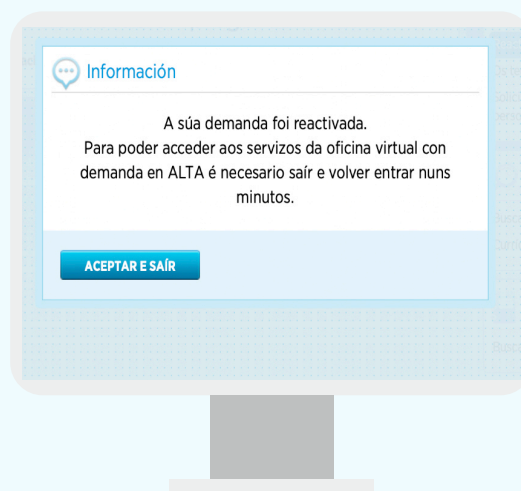 Información
A súa demanda foi reactivada.
Para poder acceder aos servizos da oficina virtual con
demanda en ALTA é necesario saír e volver entrar nuns
minutos.
ACEPTAR E SAÍR